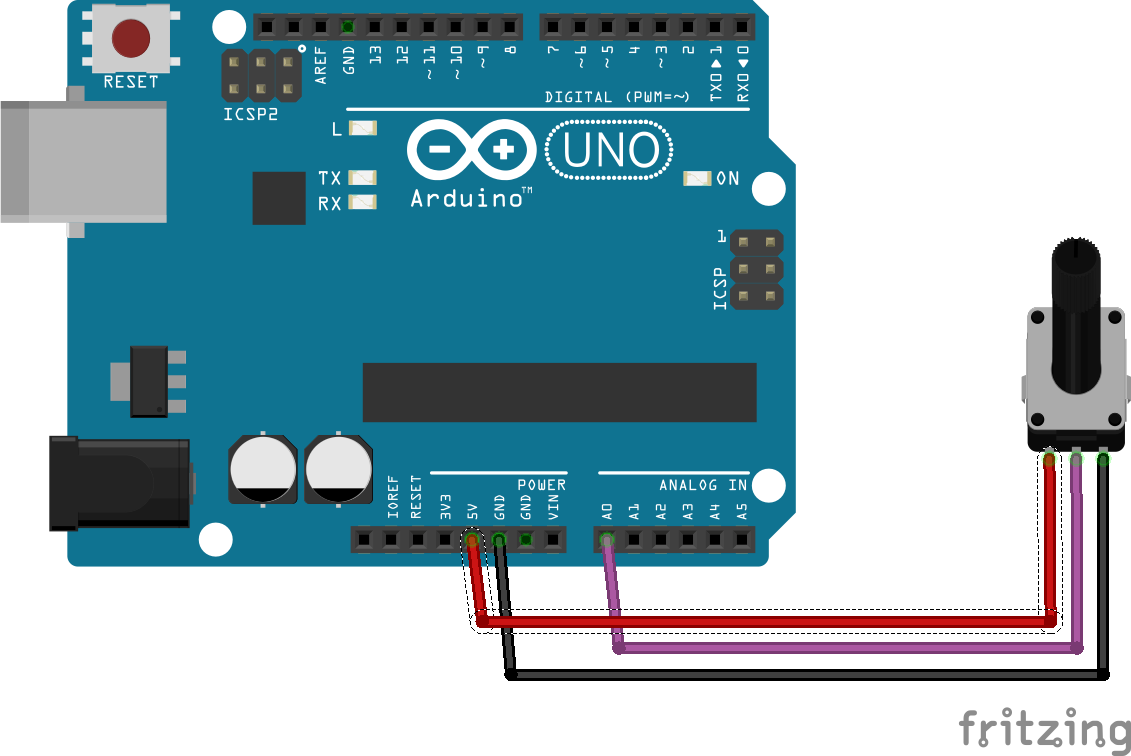 RESET
ICSP2
AREF
GND
13
12
~11
~10
~9
8
7
~6
~5
4
~3
2
TX0▶1
RX0◀0
DIGITAL (PWM=~)
L
TX
RX
Arduino™
UNO
ON
1
ICSP
IOREF
RESET
3V3
5V
GND
GND
VIN
POWER
A0
A1
A2
A3
A4
A5
ANALOG IN
fritzing